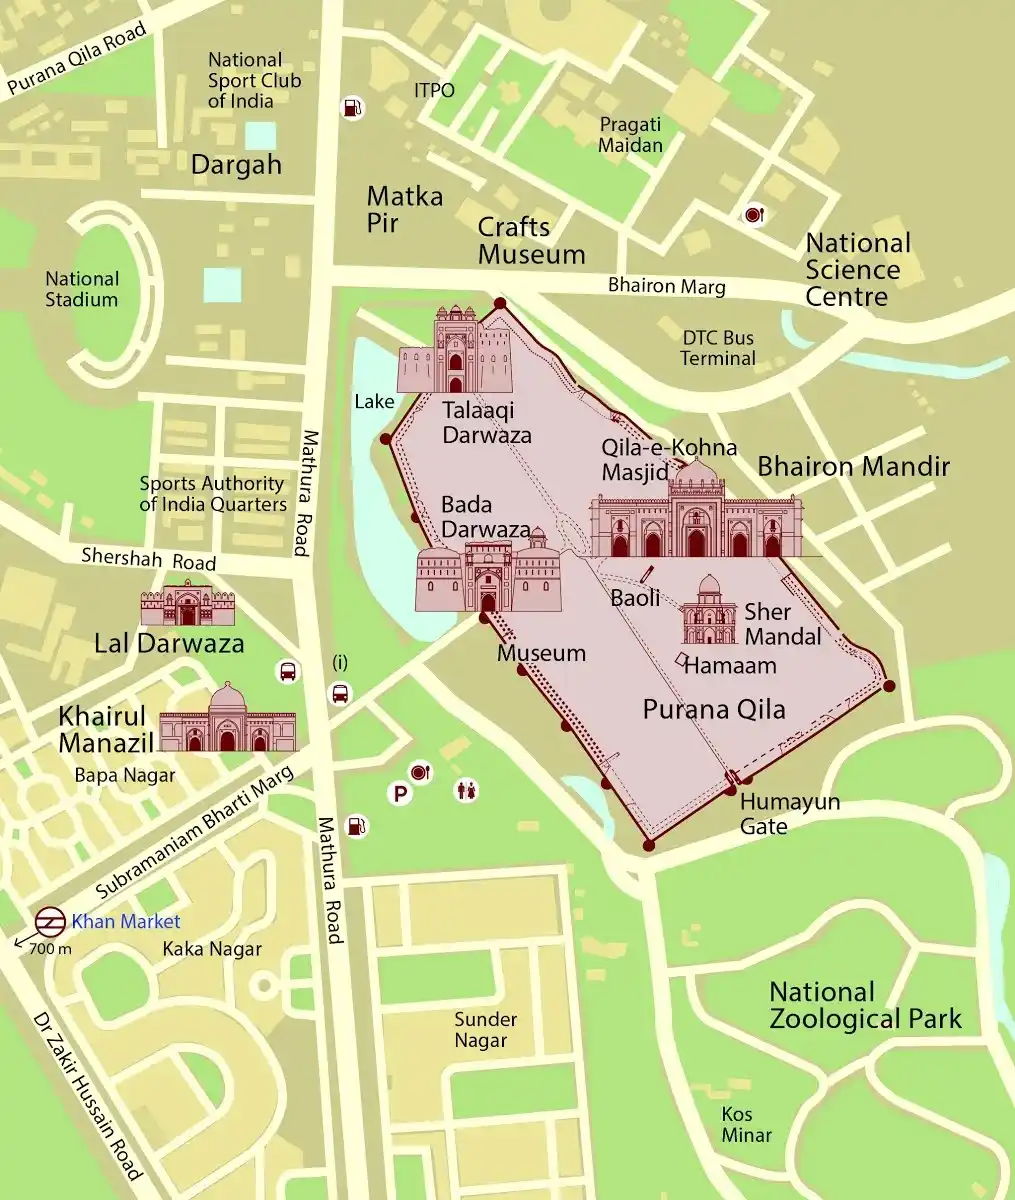 Purana Qila Road
National
Sport Club
of India
ITPO
Pragati
Maidan
Dargah
Matka
Pir
Crafts
Museum
National
Science
Centre
National
Stadium
Bhairon Marg
DTC Bus
Terminal
Lake
Talaaqi
Darwaza
Qila-e-Kohna
Masjid
Bhairon Mandir
Mathura Road
Sports Authority
of India Quarters
Bada
Darwaza
Shershah Road
Baoli
Sher
Mandal
Lal Darwaza
(i)
Museum
Hamaam
Khairul
Manazil
Purana Qila
Bapa Nagar
P
Humayun
Gate
Subramaniam Bharti Marg
Mathura Road
Khan Market
700 m
Kaka Nagar
National
Zoological Park
Sunder
Nagar
Dr Zakir Hussain Road
Kos
Minar